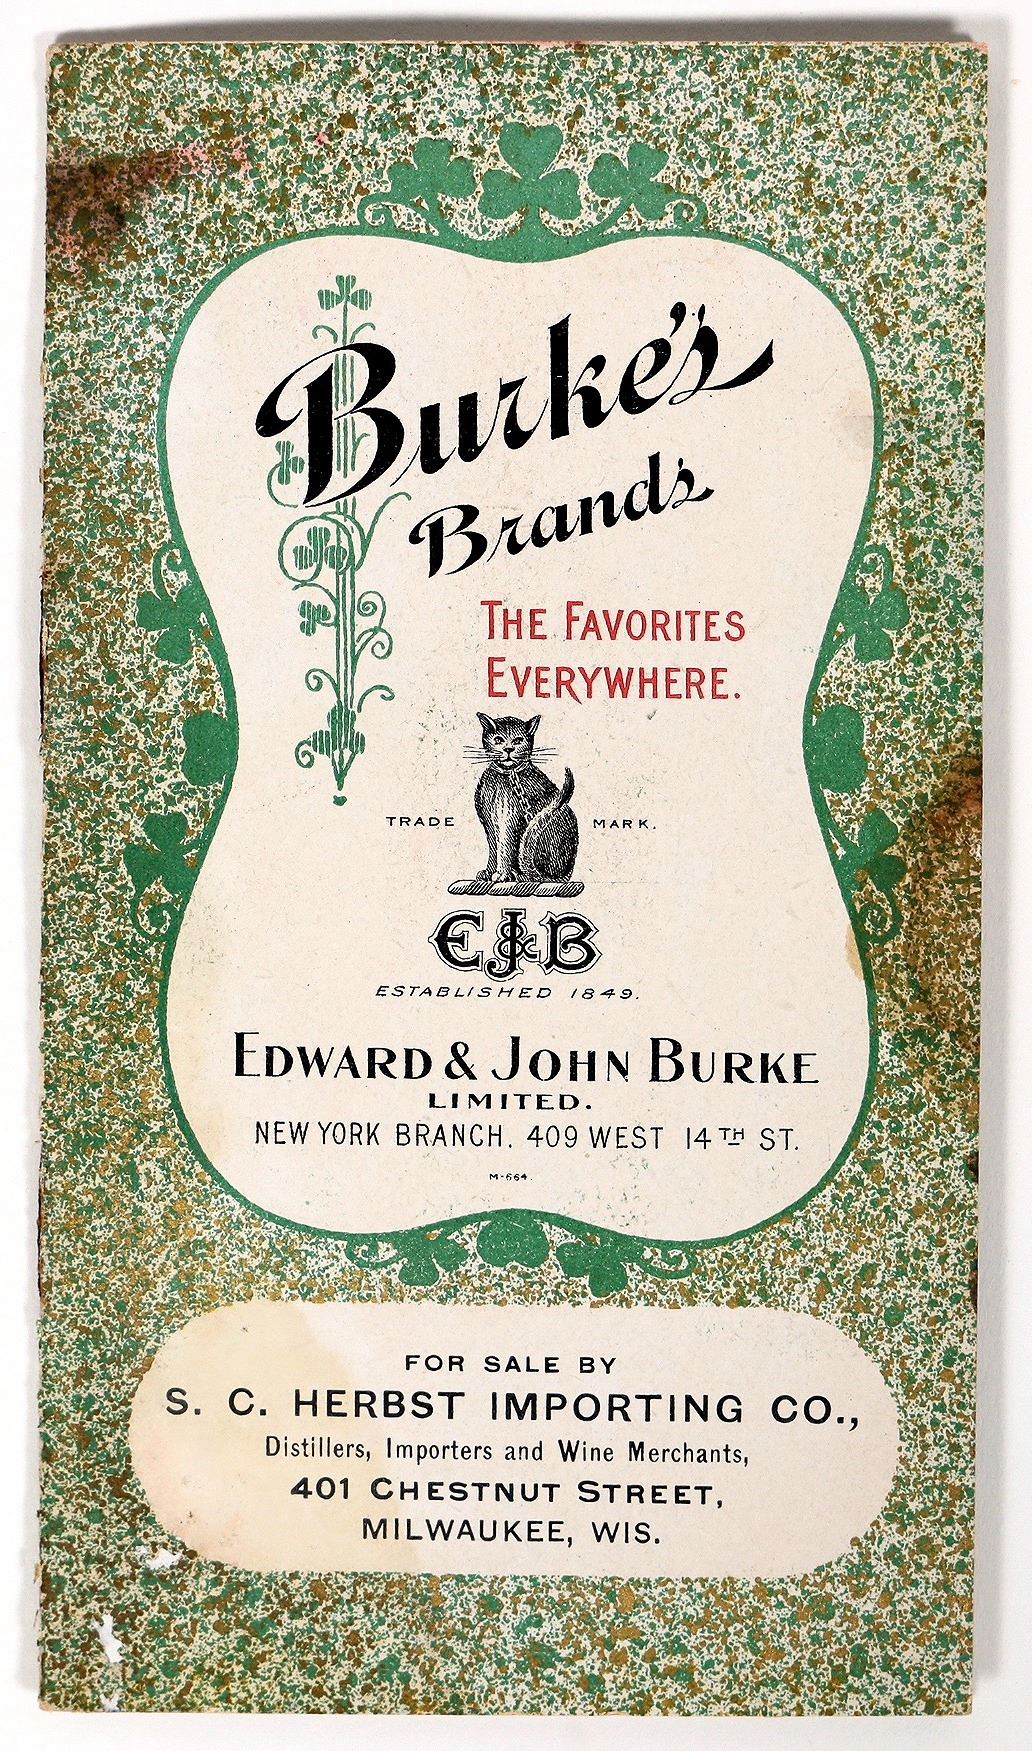 Burke's
Brands
THE FAVORITES
EVERYWHERE.
TRADE MARK.
E&JB
ESTABLISHED 1849.
EDWARD & JOHN BURKE
LIMITED.
NEW YORK BRANCH. 409 WEST 14TH ST.
M-664.
FOR SALE BY
S. C. HERBST IMPORTING CO.,
Distillers, Importers and Wine Merchants,
401 CHESTNUT STREET,
MILWAUKEE, WIS.